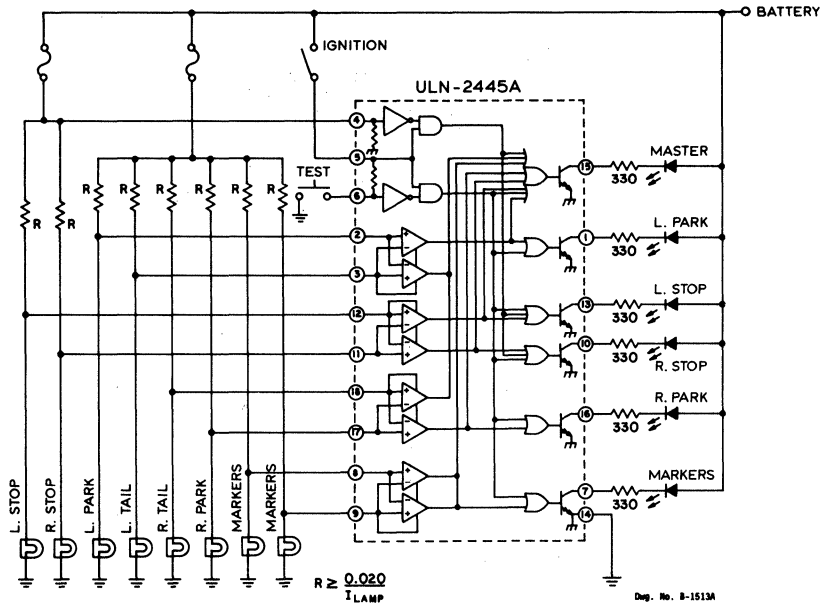 BATTERY
IGNITION
ULN-2445A
4
5
TEST
6
R
R
R
R
R
R
R
R
2
3
12
11
18
17
8
9
15
330
MASTER
1
330
L. PARK
13
330
L. STOP
10
330
R. STOP
16
330
R. PARK
7
330
MARKERS
14
L. STOP
R. STOP
L. PARK
L. TAIL
R. TAIL
R. PARK
MARKERS
MARKERS
R ≥ 0.020
I LAMP
Dwg. No. B-1513A